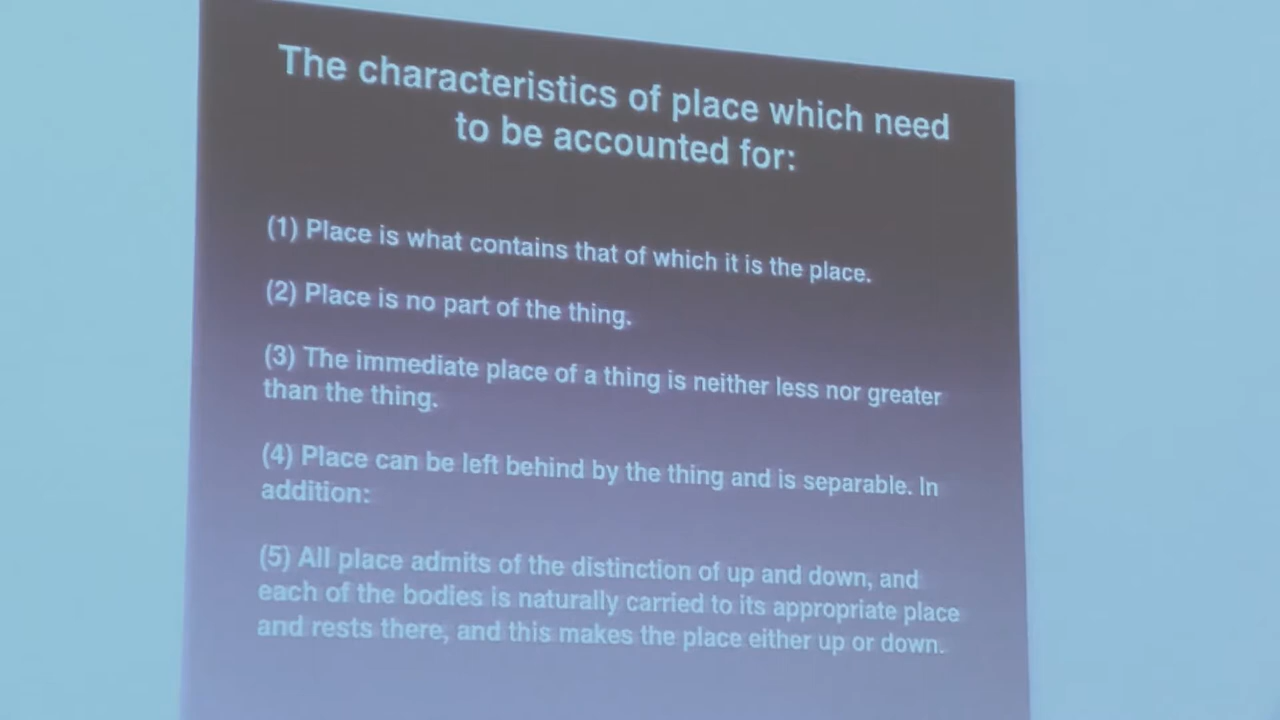 The characteristics of place which need
to be accounted for:
(1) Place is what contains that of which it is the place.
(2) Place is no part of the thing.
(3) The immediate place of a thing is neither less nor greater
than the thing.
(4) Place can be left behind by the thing and is separable. In
addition:
(5) All place admits of the distinction of up and down, and
each of the bodies is naturally carried to its appropriate place
and rests there, and this makes the place either up or down.